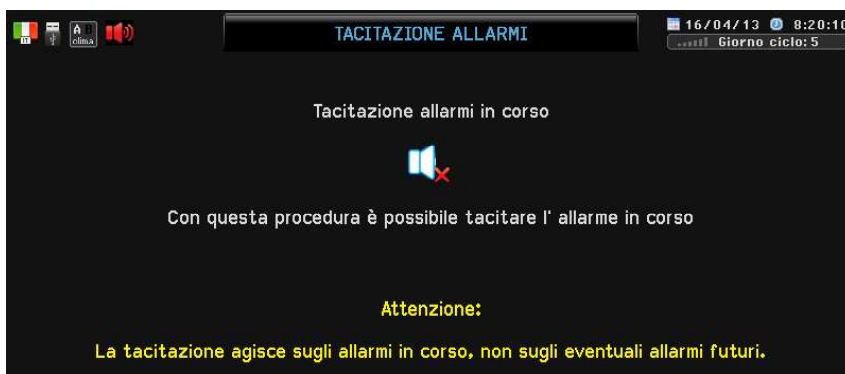 IT
A B
clima
TACITAZIONE ALLARMI
16/04/13 8:20:10
Giorno ciclo: 5
Tacitazione allarmi in corso
Con questa procedura è possibile tacitare l' allarme in corso
Attenzione:
La tacitazione agisce sugli allarmi in corso, non sugli eventuali allarmi futuri.